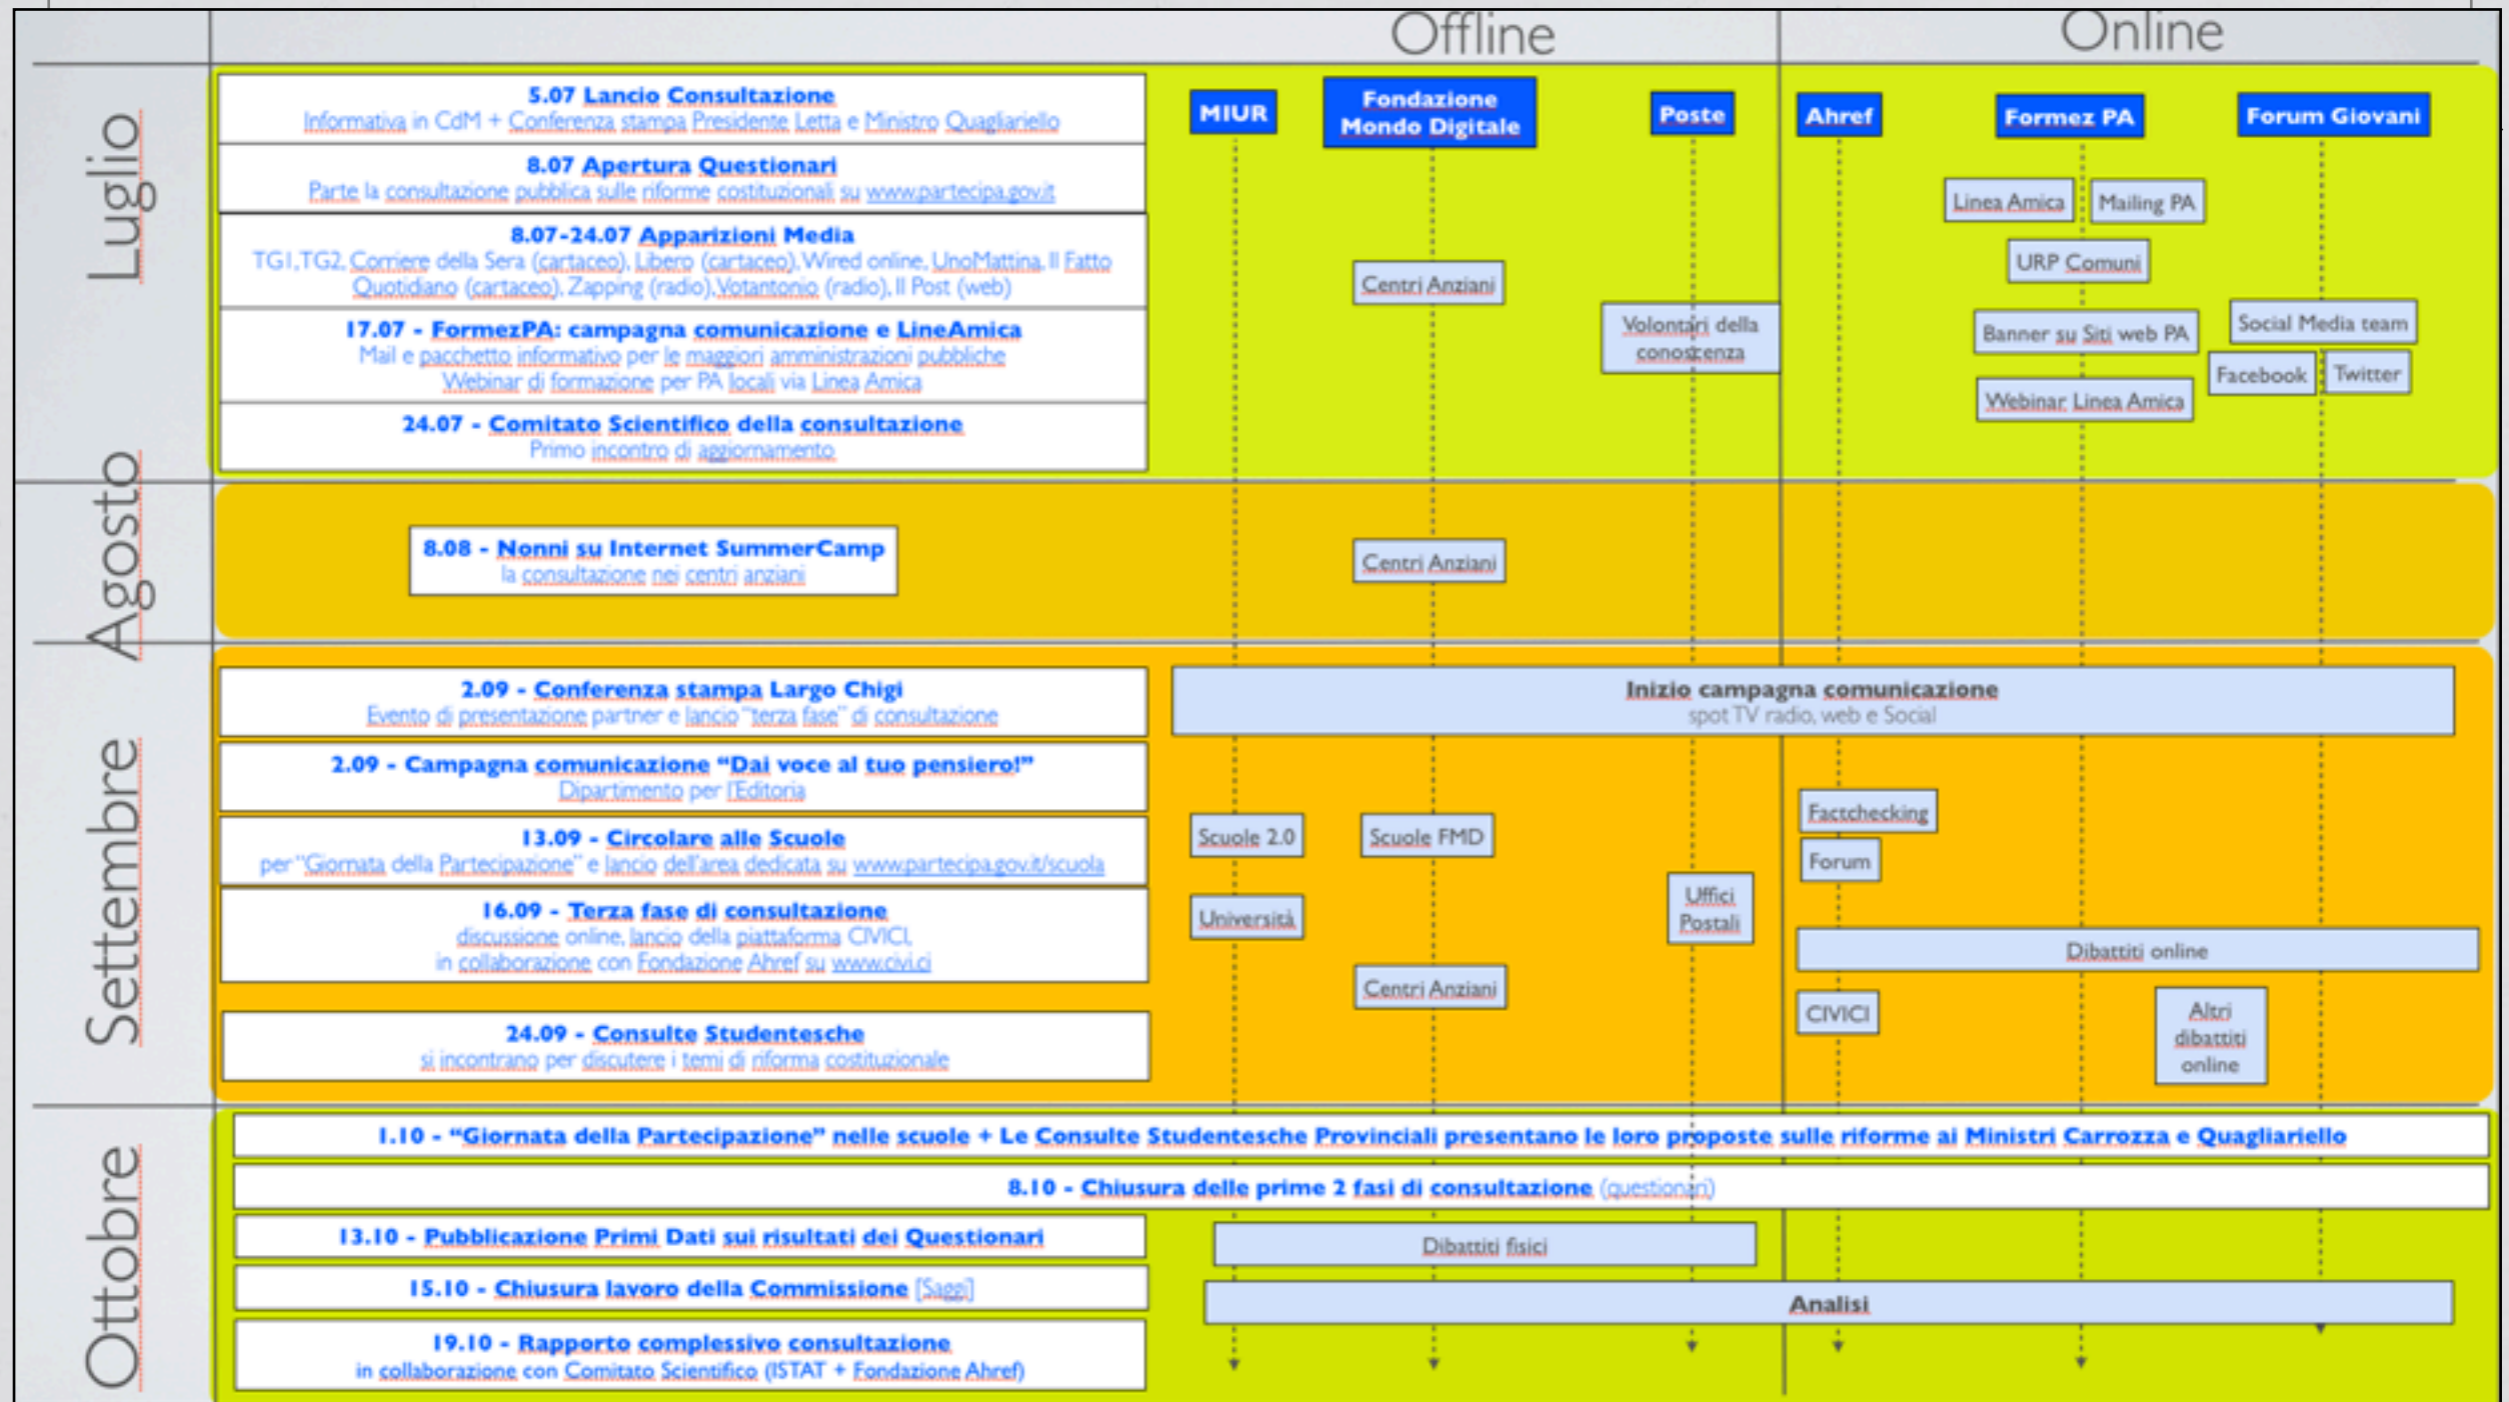 Offline
Online
Luglio
5.07 Lancio Consultazione
Informativa in CdM + Conferenza stampa Presidente Letta e Ministro Quagliariello
8.07 Apertura Questionari
Parte la consultazione pubblica sulle riforme costituzionali su www.partecipa.gov.it
8.07-24.07 Apparizioni Media
TG1, TG2, Corriere della Sera (cartaceo), Libero (cartaceo), Wired online, UnoMattina, Il Fatto
Quotidiano (cartaceo), Zapping (radio), Votantonio (radio), Il Post (web)
17.07 - FormezPA: campagna comunicazione e LineAmica
Mail e pacchetto informativo per le maggiori amministrazioni pubbliche
Webinar di formazione per PA locali via Linea Amica
24.07 - Comitato Scientifico della consultazione
Primo incontro di aggiornamento
MIUR
Fondazione
Mondo Digitale
Poste
Ahref
Formez PA
Forum Giovani
Linea Amica
Mailing PA
URP Comuni
Centri Anziani
Volontari della
conoscenza
Banner su Siti web PA
Social Media team
Facebook
Twitter
Webinar Linea Amica
Agosto
8.08 - Nonni su Internet SummerCamp
la consultazione nei centri anziani
Centri Anziani
Settembre
2.09 - Conferenza stampa Largo Chigi
Evento di presentazione partner e lancio "terza fase" di consultazione
2.09 - Campagna comunicazione “Dai voce al tuo pensiero!”
Dipartimento per l'Editoria
13.09 - Circolare alle Scuole
per "Giornata della Partecipazione" e lancio dell'area dedicata su www.partecipa.gov.it/scuola
16.09 - Terza fase di consultazione
discussione online, lancio della piattaforma CIVICI,
in collaborazione con Fondazione Ahref su www.civi.ci
24.09 - Consulte Studentesche
si incontrano per discutere i temi di riforma costituzionale
Inizio campagna comunicazione
spot TV radio, web e Social
Scuole 2.0
Scuole FMD
Factchecking
Forum
Università
Uffici
Postali
Dibattiti online
Centri Anziani
CIVICI
Altri
dibattiti
online
Ottobre
1.10 - “Giornata della Partecipazione” nelle scuole + Le Consulte Studentesche Provinciali presentano le loro proposte sulle riforme ai Ministri Carrozza e Quagliariello
8.10 - Chiusura delle prime 2 fasi di consultazione (questionari)
13.10 - Pubblicazione Primi Dati sui risultati dei Questionari
15.10 - Chiusura lavoro della Commissione [Saggi]
19.10 - Rapporto complessivo consultazione
in collaborazione con Comitato Scientifico (ISTAT + Fondazione Ahref)
Dibattiti fisici
Analisi